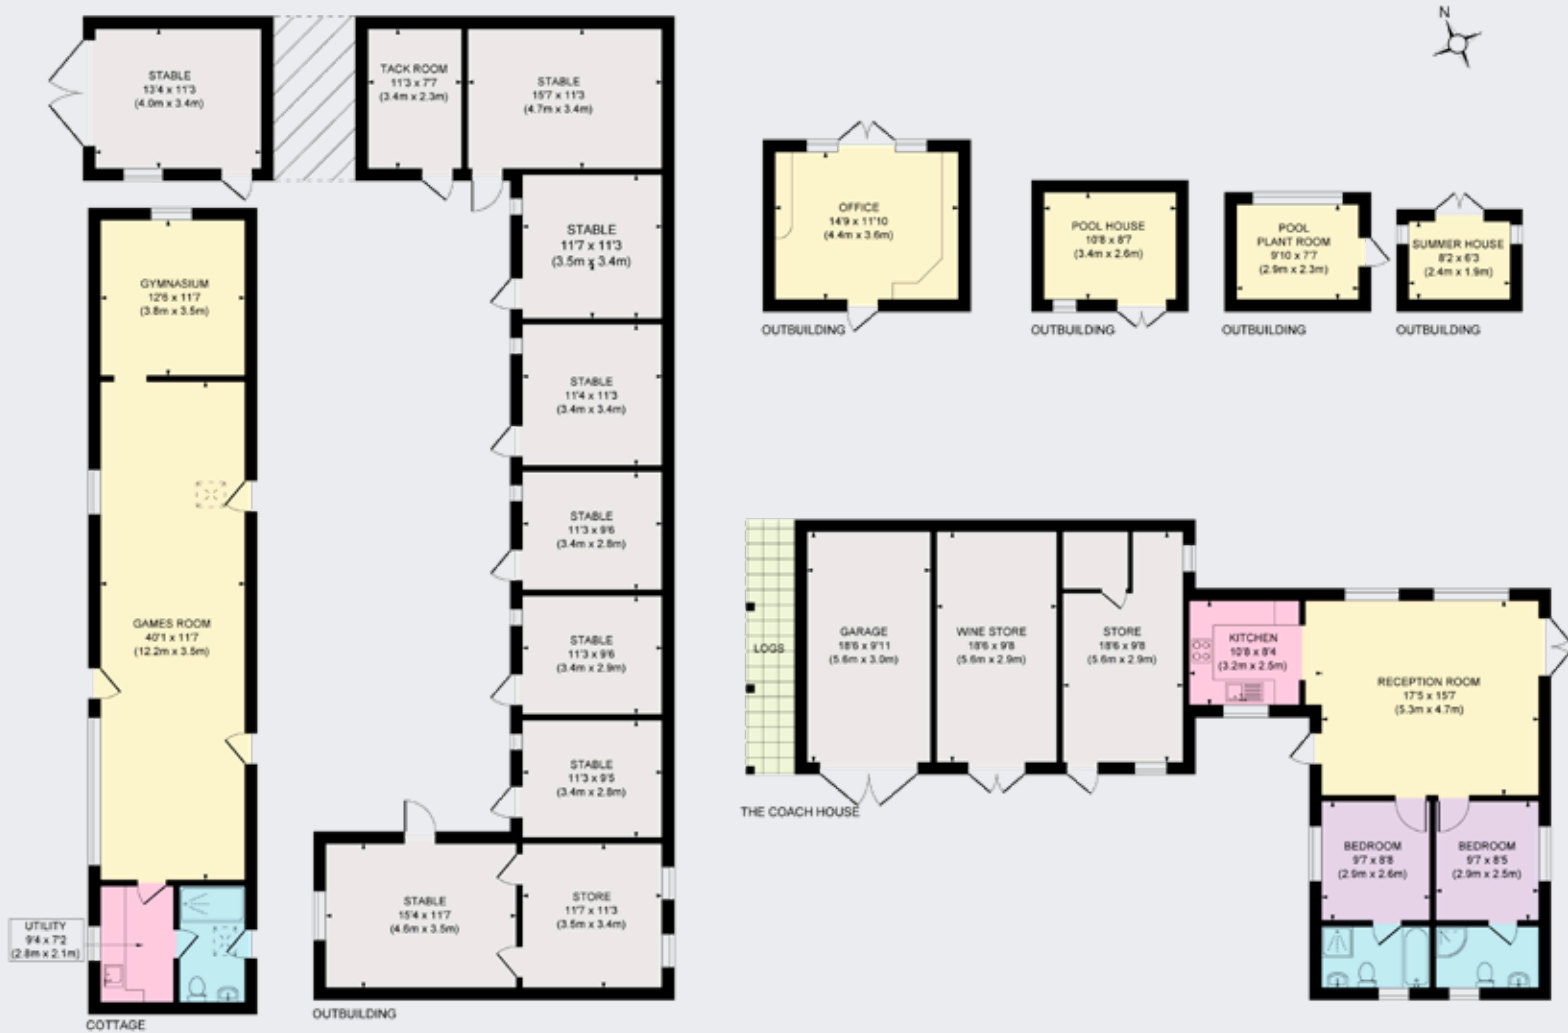 N
STABLE
13'4 x 11'3
(4.0m x 3.4m)
TACK ROOM
11'3 x 7'7
(3.4m x 2.3m)
STABLE
15'7 x 11'3
(4.7m x 3.4m)
STABLE
11'7 x 11'3
(3.5m x 3.4m)
STABLE
11'4 x 11'3
(3.4m x 3.4m)
STABLE
11'3 x 9'6
(3.4m x 2.8m)
STABLE
11'3 x 9'6
(3.4m x 2.9m)
STABLE
11'3 x 9'5
(3.4m x 2.8m)
STABLE
15'4 x 11'7
(4.6m x 3.5m)
STORE
11'7 x 11'3
(3.5m x 3.4m)
OUTBUILDING
GYMNASIUM
12'6 x 11'7
(3.8m x 3.5m)
GAMES ROOM
40'1 x 11'7
(12.2m x 3.5m)
UTILITY
9'4 x 7'2
(2.8m x 2.1m)
COTTAGE
OFFICE
14'9 x 11'10
(4.4m x 3.6m)
OUTBUILDING
POOL HOUSE
10'8 x 8'7
(3.4m x 2.6m)
OUTBUILDING
POOL
PLANT ROOM
9'10 x 7'7
(2.9m x 2.3m)
OUTBUILDING
SUMMER HOUSE
8'2 x 6'3
(2.4m x 1.9m)
OUTBUILDING
LOGS
GARAGE
18'6 x 9'11
(5.6m x 3.0m)
WINE STORE
18'6 x 9'8
(5.6m x 2.9m)
STORE
18'6 x 9'8
(5.6m x 2.9m)
KITCHEN
10'8 x 8'4
(3.2m x 2.5m)
RECEPTION ROOM
17'5 x 15'7
(5.3m x 4.7m)
BEDROOM
9'7 x 8'8
(2.9m x 2.6m)
BEDROOM
9'7 x 8'5
(2.9m x 2.5m)
THE COACH HOUSE